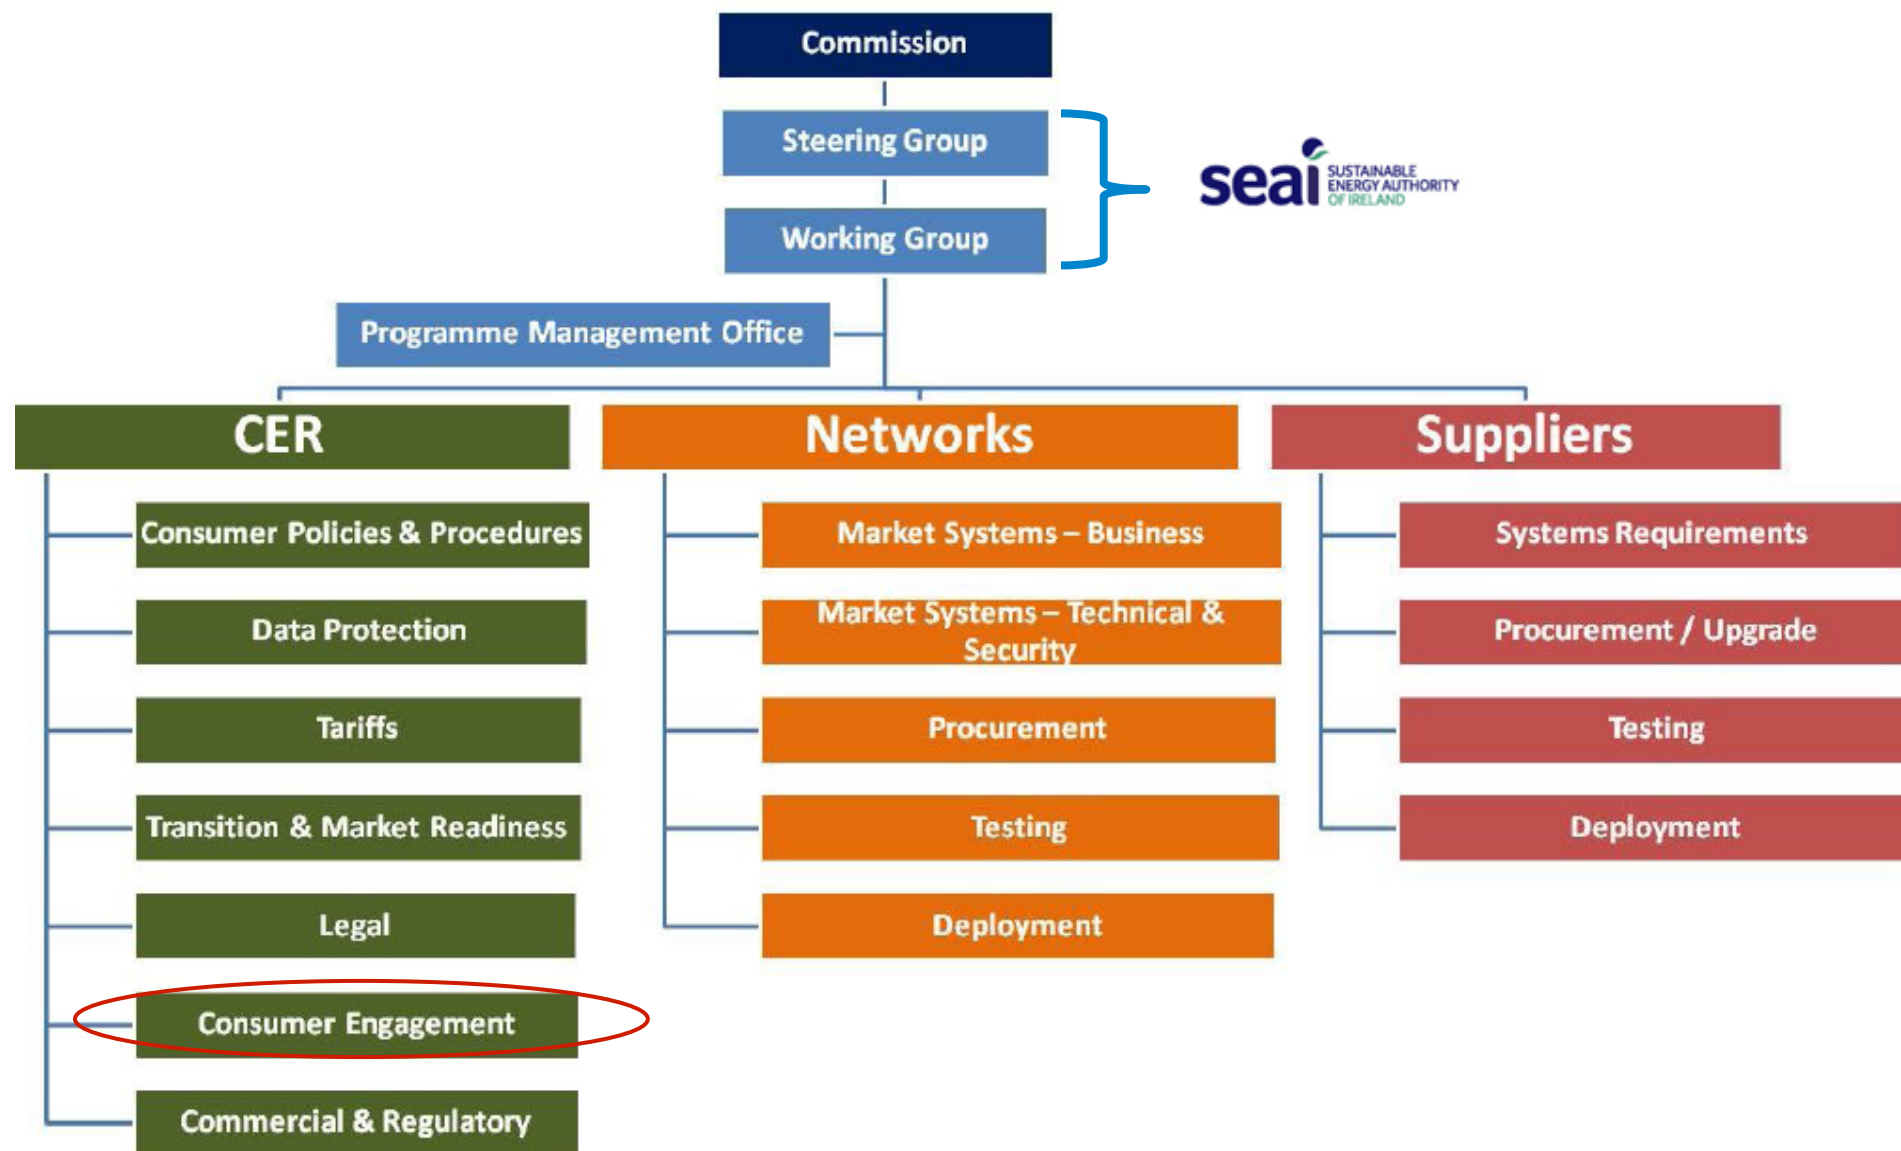 Commission
Steering Group
seai
SUSTAINABLE
ENERGY AUTHORITY
OF IRELAND
Working Group
Programme Management Office
CER
Consumer Policies & Procedures
Data Protection
Tariffs
Transition & Market Readiness
Legal
Consumer Engagement
Commercial & Regulatory
Networks
Market Systems – Business
Market Systems – Technical &
Security
Procurement
Testing
Deployment
Suppliers
Systems Requirements
Procurement / Upgrade
Testing
Deployment